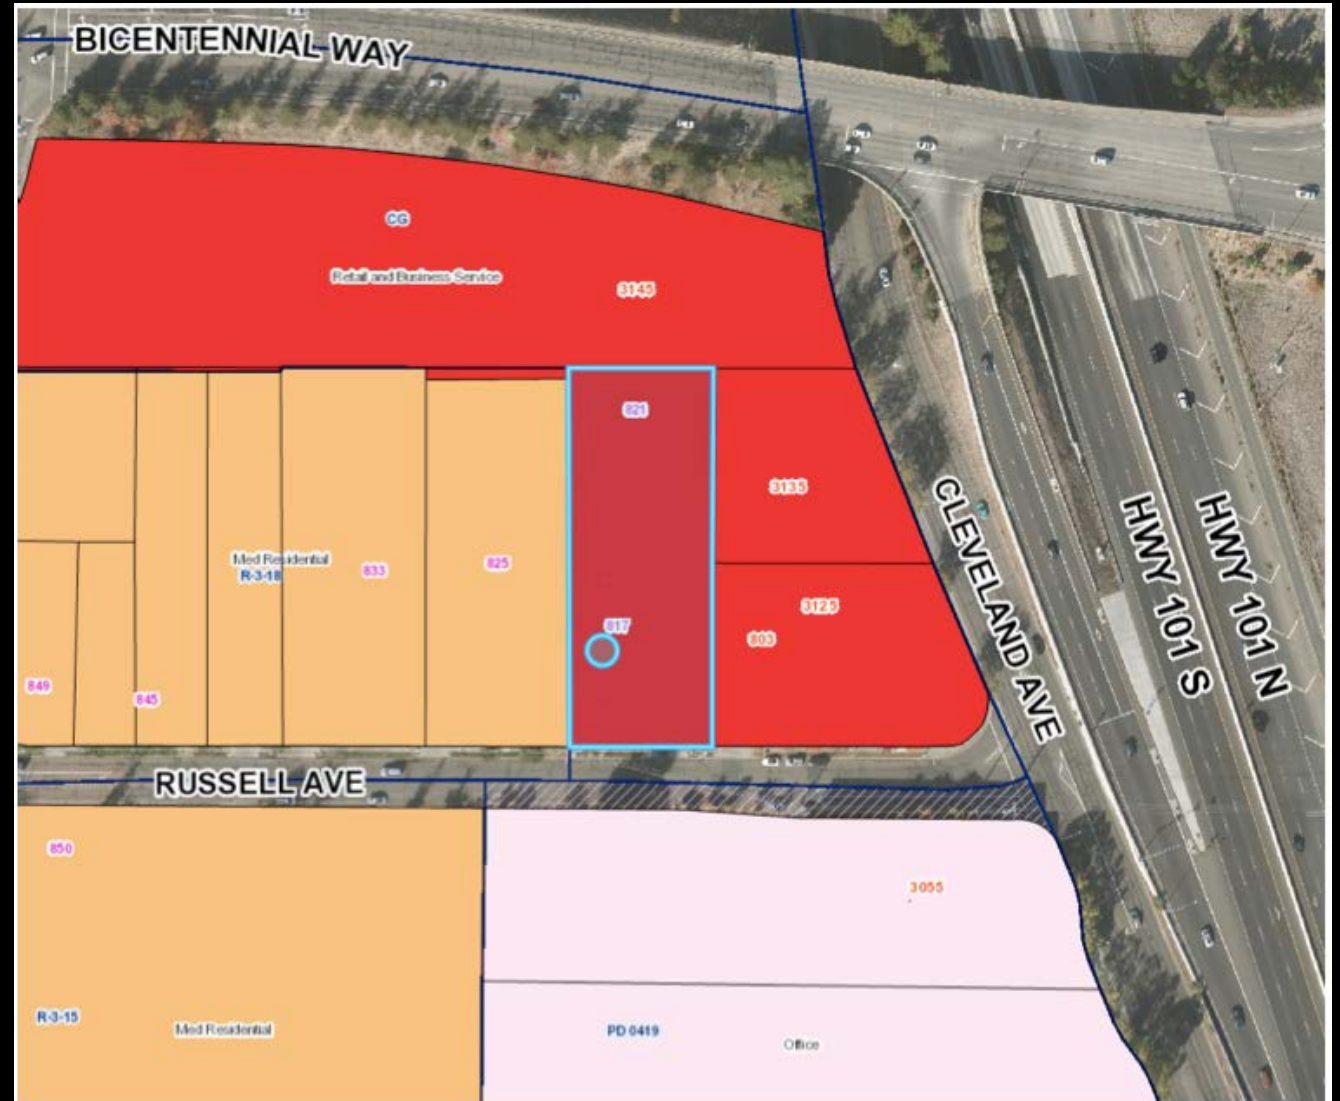 BICENTENNIAL WAY
CG
Retail and Business Service
3145
821
3135
CLEVELAND AVE
HWY 101 S
HWY 101 N
Med Residential
R-3-18
833
825
3125
817
803
849
845
RUSSELL AVE
850
3055
R-3-15
Med Residential
PD 0419
Office